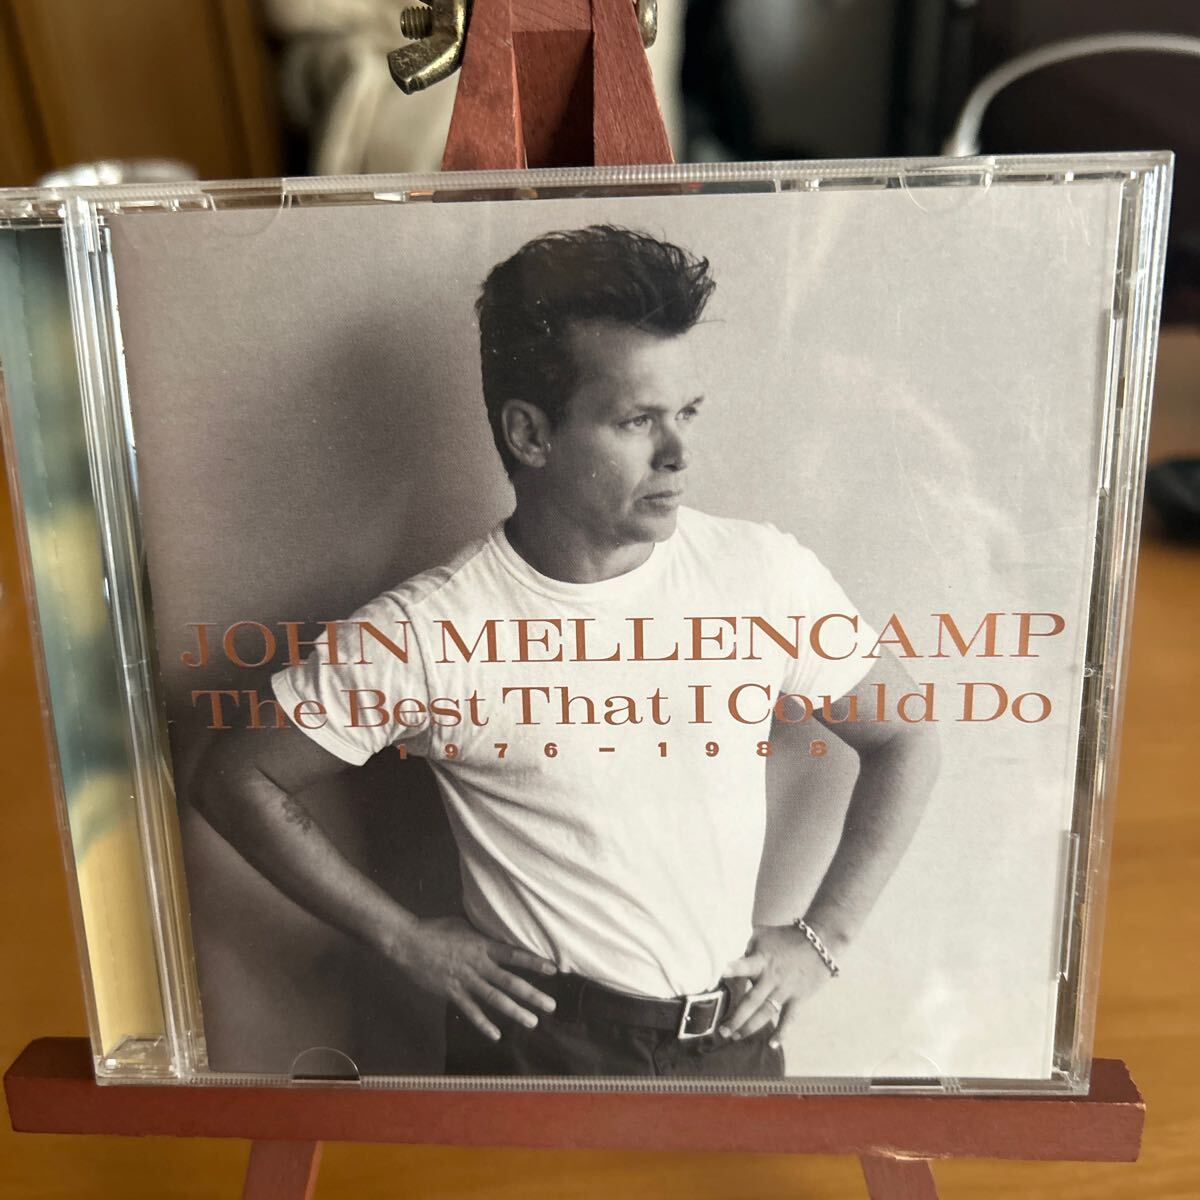 JOHN MELLENCAMP
The Best That I Could Do
1976-1988